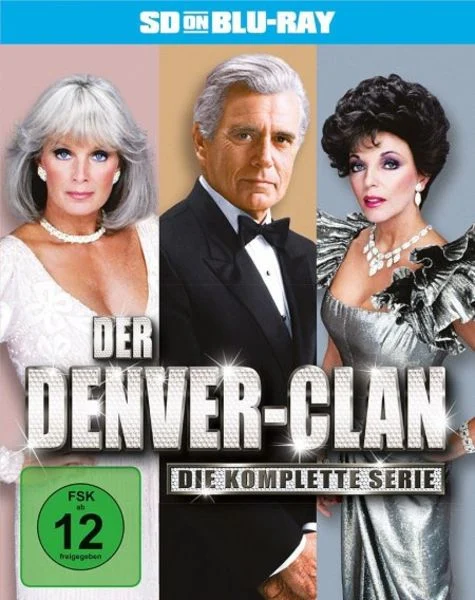 SD ON BLU-RAY
DER
DENVER-CLAN
DIE KOMPLETTE SERIE
FSK
ab
12
freigegeben